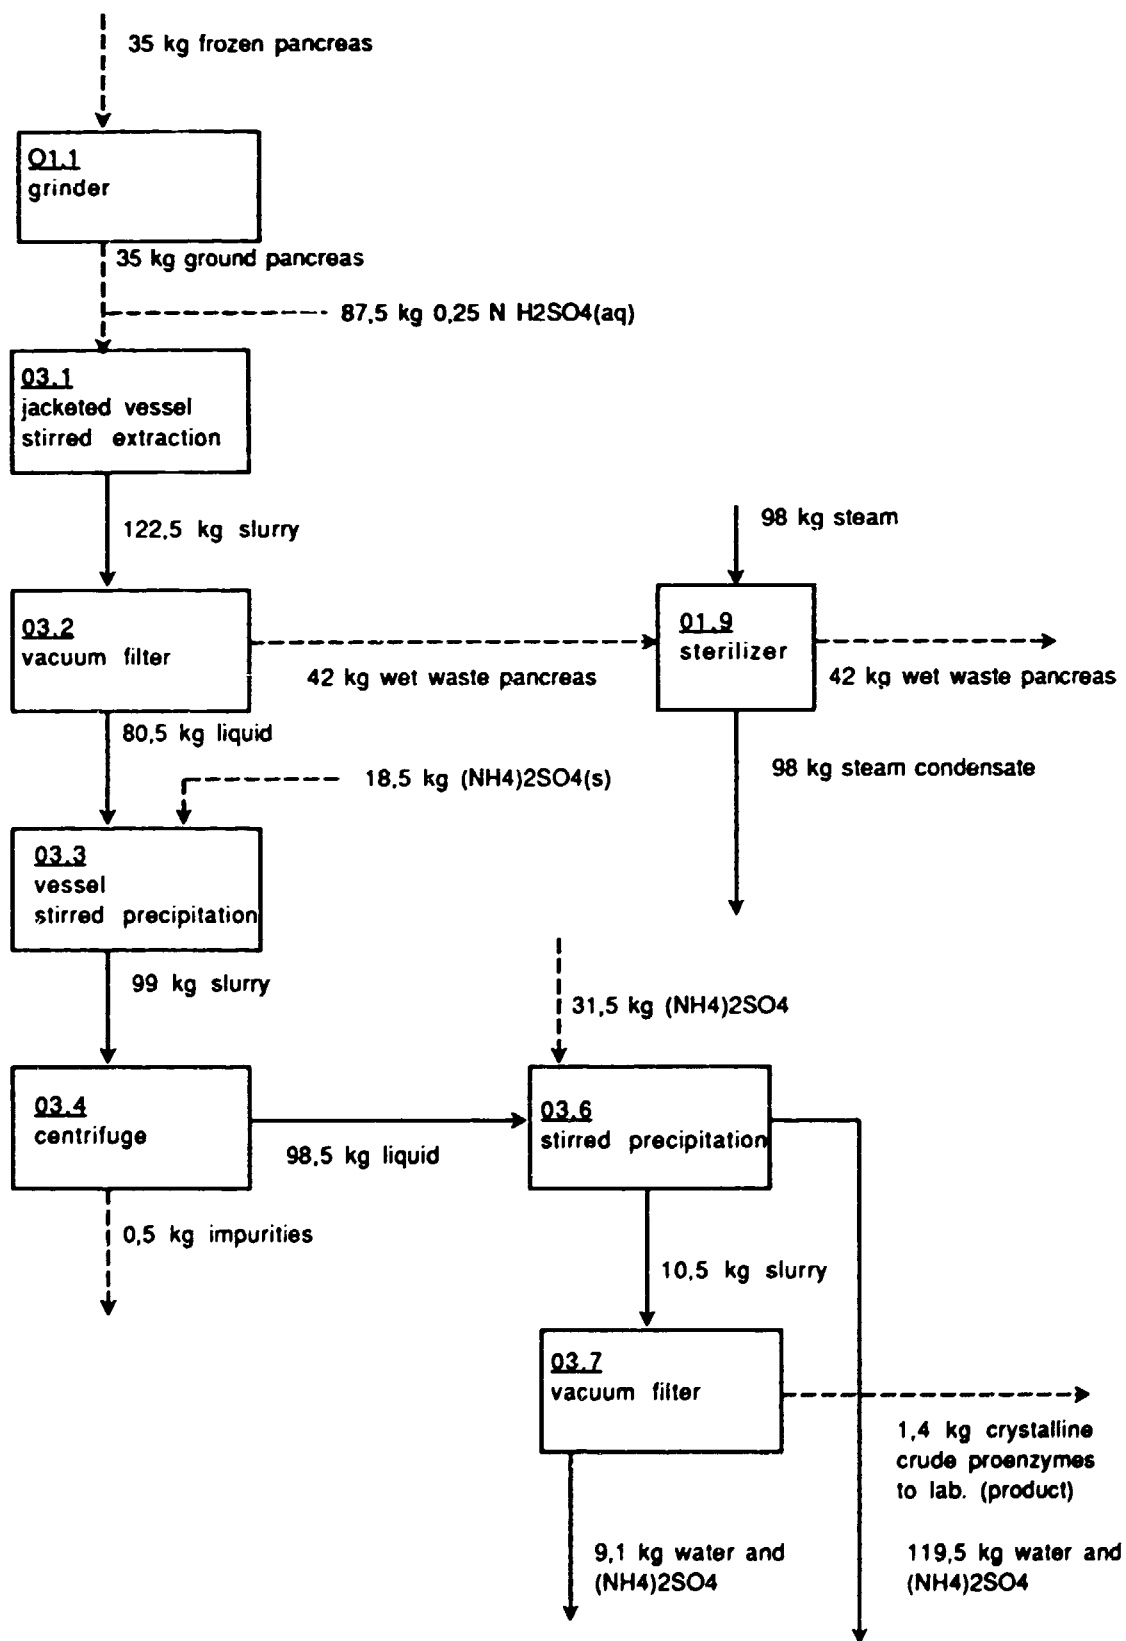 35 kg frozen pancreas
O1.1
grinder
35 kg ground pancreas
87,5 kg 0,25 N H2SO4(aq)
03.1
jacketed vessel
stirred extraction
122,5 kg slurry
98 kg steam
03.2
vacuum filter
01.9
sterilizer
42 kg wet waste pancreas
42 kg wet waste pancreas
80,5 kg liquid
98 kg steam condensate
18,5 kg (NH4)2SO4(s)
03.3
vessel
stirred precipitation
99 kg slurry
31,5 kg (NH4)2SO4
03.4
centrifuge
98,5 kg liquid
03.6
stirred precipitation
0,5 kg impurities
10,5 kg slurry
03.7
vacuum filter
1,4 kg crystalline
crude proenzymes
to lab. (product)
9,1 kg water and
(NH4)2SO4
119,5 kg water and
(NH4)2SO4